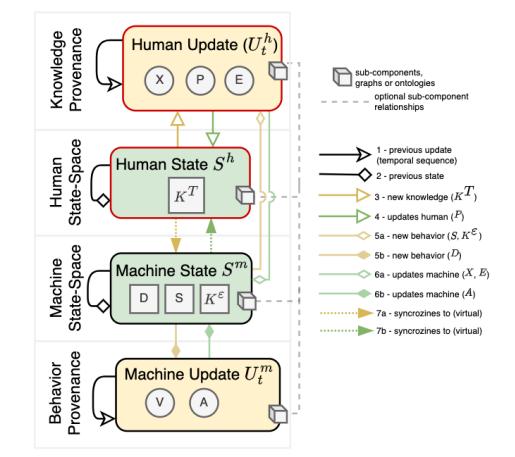 Knowledge
Provenance
Human Update (U_t^h)
X P E
Human
State-Space
Human State S^h
K^T
Machine
State-Space
Machine State S^m
D S K^ε
Behavior
Provenance
Machine Update U_t^m
V A
sub-components,
graphs or ontologies
optional sub-component
relationships
1 - previous update
(temporal sequence)
2 - previous state
3 - new knowledge (K^T)
4 - updates human (P)
5a - new behavior (S, K^ε)
5b - new behavior (D)
6a - updates machine (X, E)
6b - updates machine (A)
7a - syncrozines to (virtual)
7b - syncrozines to (virtual)